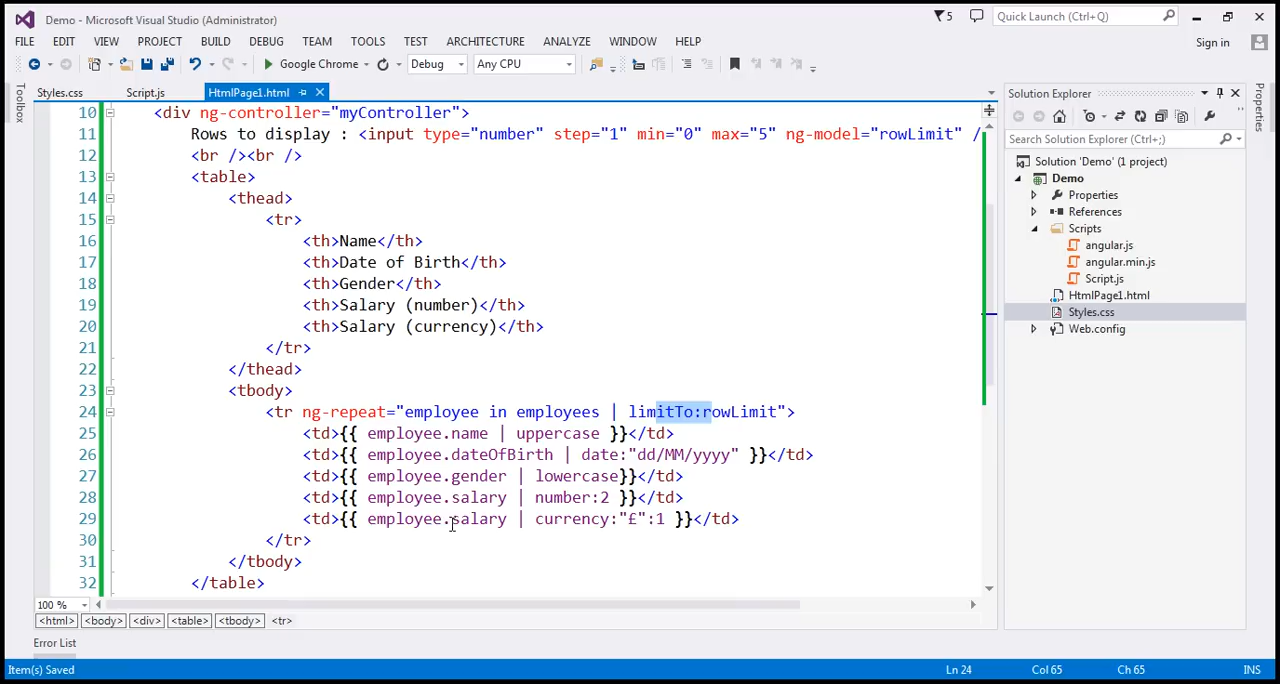 Demo - Microsoft Visual Studio (Administrator)
5
Quick Launch (Ctrl+Q)
FILE EDIT VIEW PROJECT BUILD DEBUG TEAM TOOLS TEST ARCHITECTURE ANALYZE WINDOW HELP
Sign in
Google Chrome Debug Any CPU
Toolbox
Styles.css Script.js HtmlPage1.html
10 <div ng-controller="myController">
11 Rows to display : <input type="number" step="1" min="0" max="5" ng-model="rowLimit" /
12 <br /><br />
13 <table>
14 <thead>
15 <tr>
16 <th>Name</th>
17 <th>Date of Birth</th>
18 <th>Gender</th>
19 <th>Salary (number)</th>
20 <th>Salary (currency)</th>
21 </tr>
22 </thead>
23 <tbody>
24 <tr ng-repeat="employee in employees | limitTo:rowLimit">
25 <td>{{ employee.name | uppercase }}</td>
26 <td>{{ employee.dateOfBirth | date:"dd/MM/yyyy" }}</td>
27 <td>{{ employee.gender | lowercase}}</td>
28 <td>{{ employee.salary | number:2 }}</td>
29 <td>{{ employee.salary | currency:"£":1 }}</td>
30 </tr>
31 </tbody>
32 </table>
100 %
<html> <body> <div> <table> <tbody> <tr>
Error List
Item(s) Saved
Ln 24 Col 65 Ch 65 INS
Solution Explorer
Search Solution Explorer (Ctrl+;)
Solution 'Demo' (1 project)
Demo
Properties
References
Scripts
angular.js
angular.min.js
Script.js
HtmlPage1.html
Styles.css
Web.config
Properties